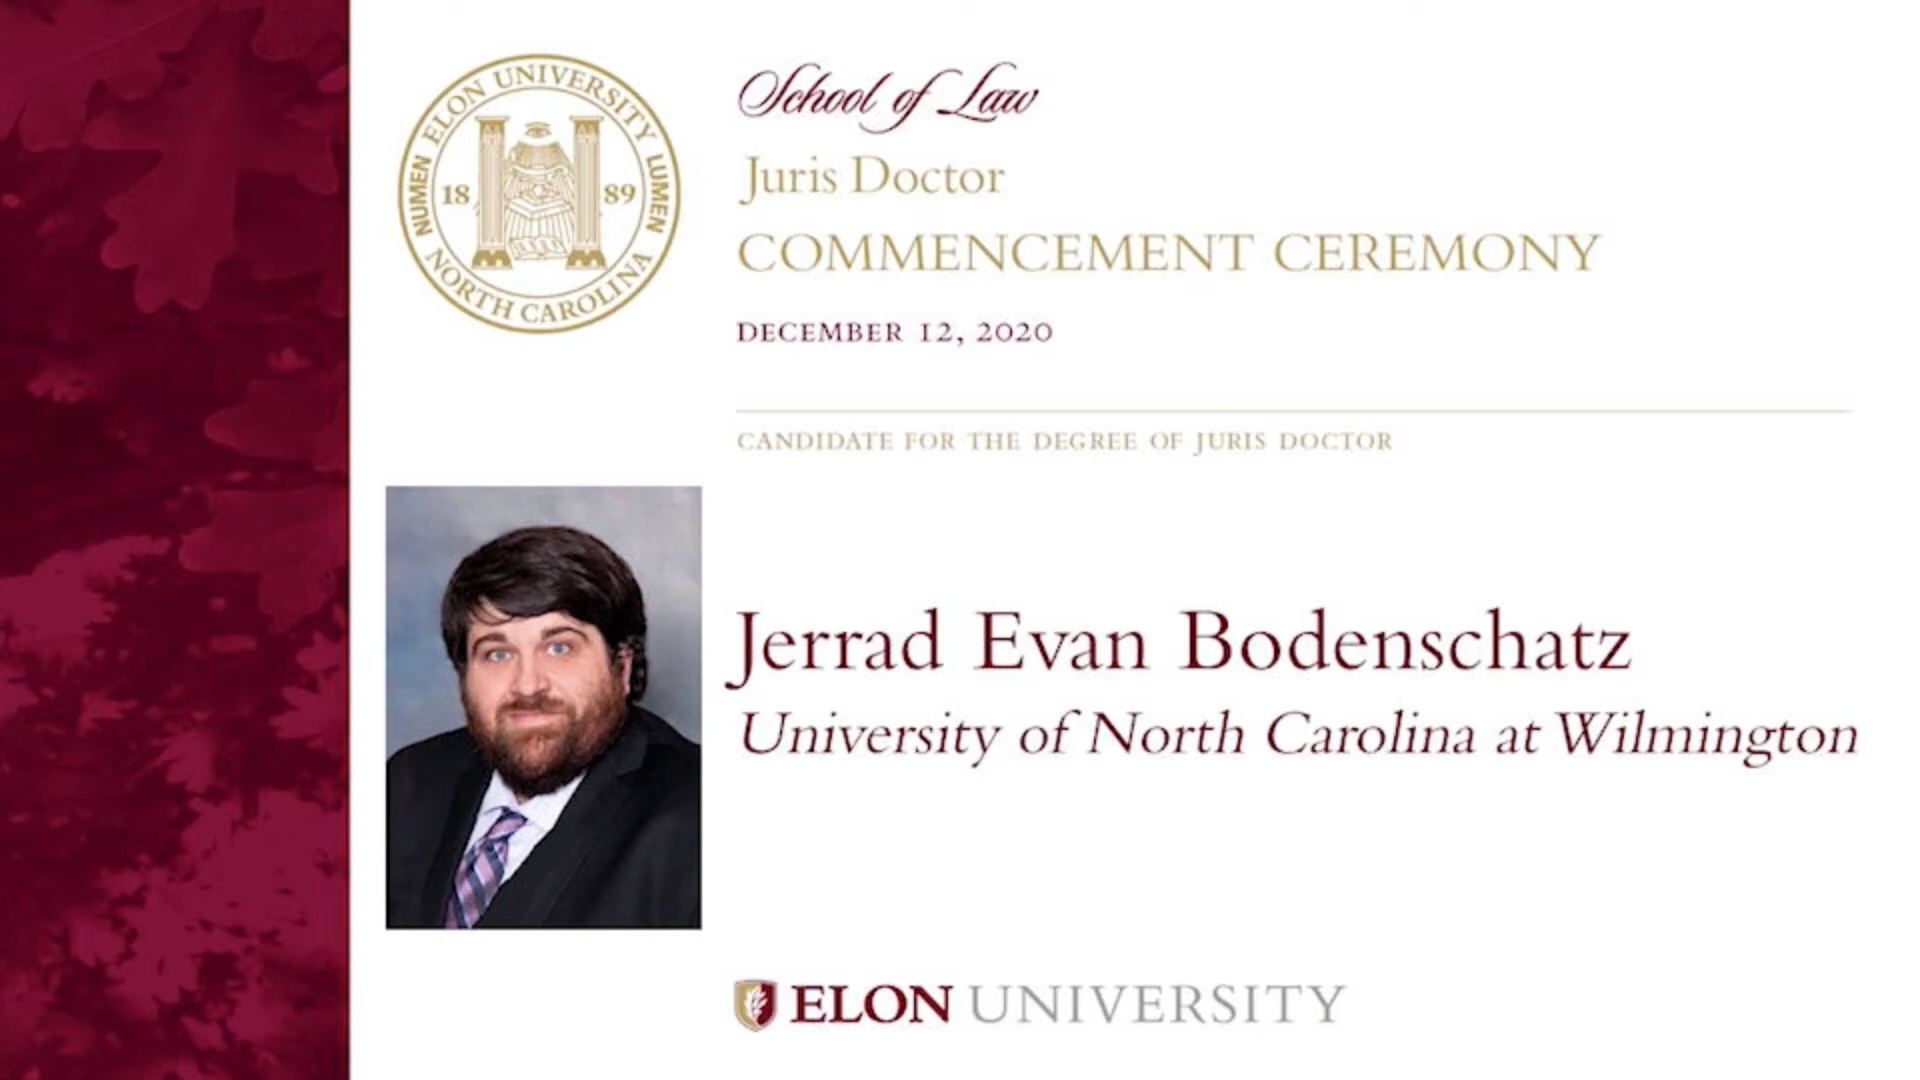 ELON UNIVERSITY
NUMEN LUMEN
18 89
NORTH CAROLINA
School of Law
Juris Doctor
COMMENCEMENT CEREMONY
DECEMBER 12, 2020
CANDIDATE FOR THE DEGREE OF JURIS DOCTOR
Jerrad Evan Bodenschatz
University of North Carolina at Wilmington
ELON UNIVERSITY